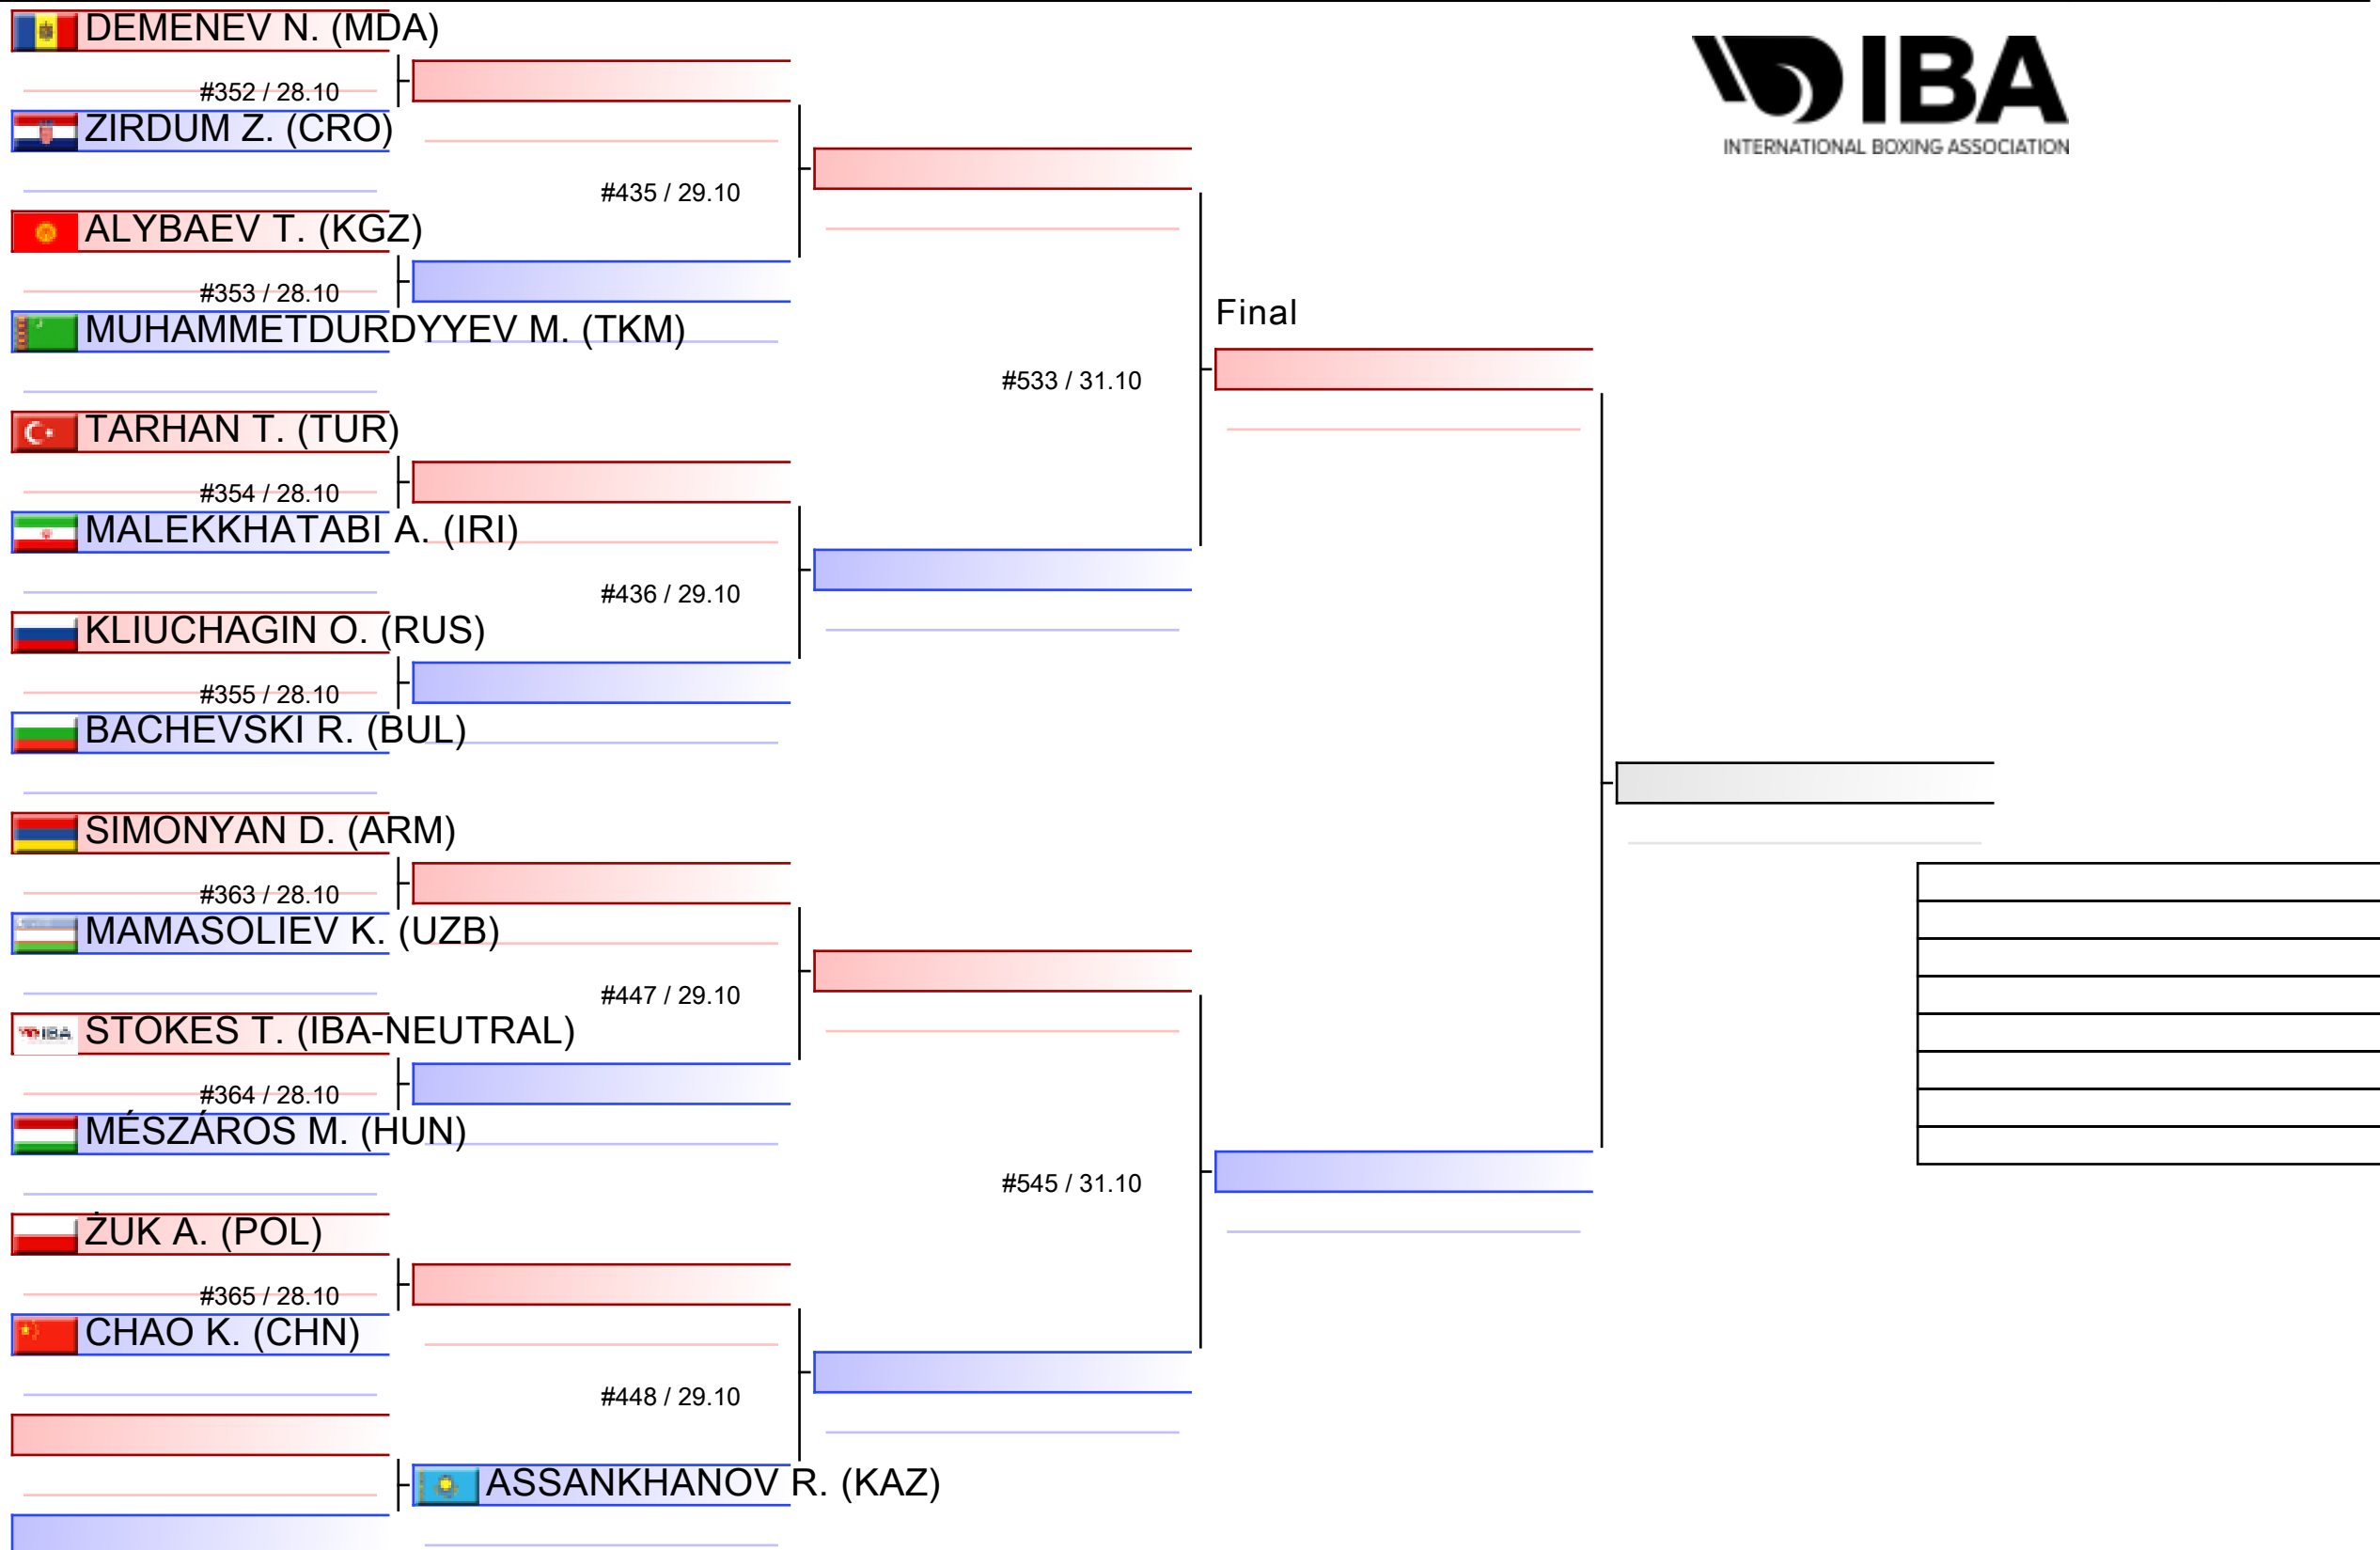 DEMENEV N. (MDA)
#352 / 28.10
ZIRDUM Z. (CRO)
ALYBAEV T. (KGZ)
#353 / 28.10
MUHAMMETDURDYYEV M. (TKM)
TARHAN T. (TUR)
#354 / 28.10
MALEKKHATABI A. (IRI)
KLIUCHAGIN O. (RUS)
#355 / 28.10
BACHEVSKI R. (BUL)
SIMONYAN D. (ARM)
#363 / 28.10
MAMASOLIEV K. (UZB)
IBA
STOKES T. (IBA-NEUTRAL)
#364 / 28.10
MÉSZÁROS M. (HUN)
ŻUK A. (POL)
#365 / 28.10
CHAO K. (CHN)
#435 / 29.10
#436 / 29.10
#447 / 29.10
#448 / 29.10
ASSANKHANOV R. (KAZ)
#533 / 31.10
#545 / 31.10
Final
IBA
INTERNATIONAL BOXING ASSOCIATION